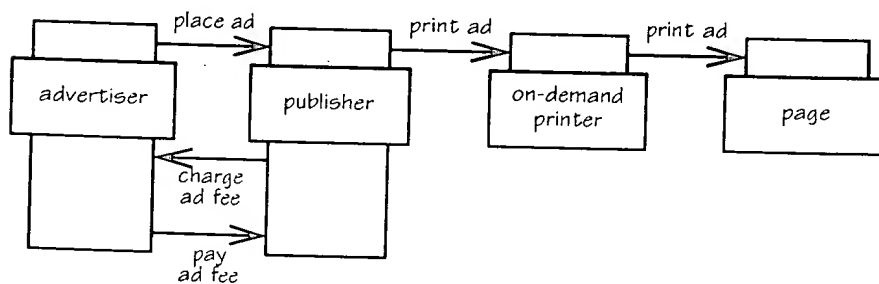 place ad
print ad
print ad
advertiser
publisher
on-demand
printer
page
charge
ad fee
pay
ad fee